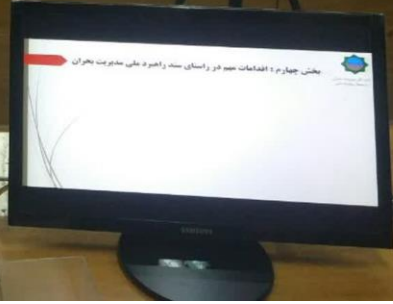 بخش چهارم : اقدامات مهم در راستای سند راهبرد ملی مدیریت بحران
SAMSUNG